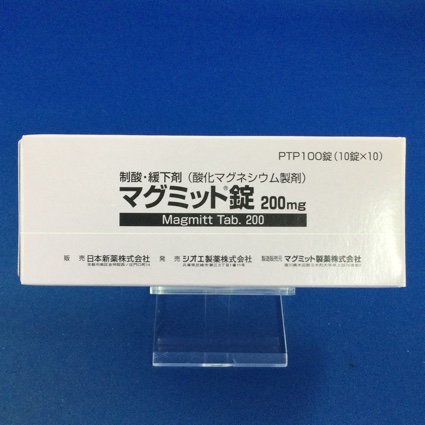 PTP100錠(10錠×10)
制酸・緩下剤(酸化マグネシウム製剤)
マグミット®錠 200mg
Magmitt Tab. 200
販 売 日本新薬株式会社 発 売 シオエ製薬株式会社 製造販売元 マグミット製薬株式会社